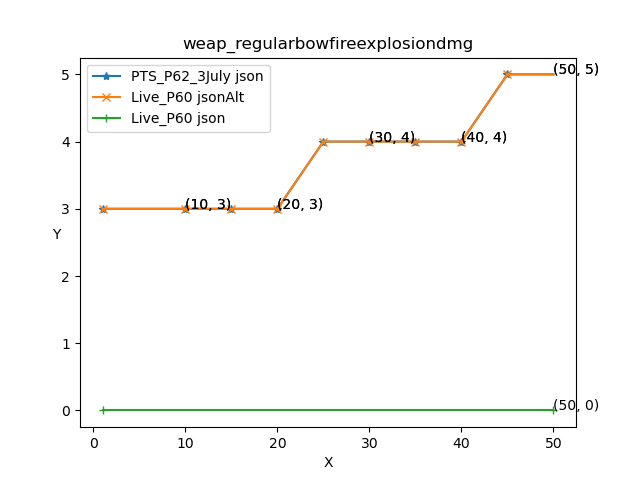 weap_regularbowfireexplosiondmg
PTS_P62_3July json
Live_P60 jsonAlt
Live_P60 json
(50, 5)
(30, 4)
(40, 4)
(10, 3)
(20, 3)
(50, 0)
5
4
3
2
1
0
Y
0 10 20 30 40 50
X